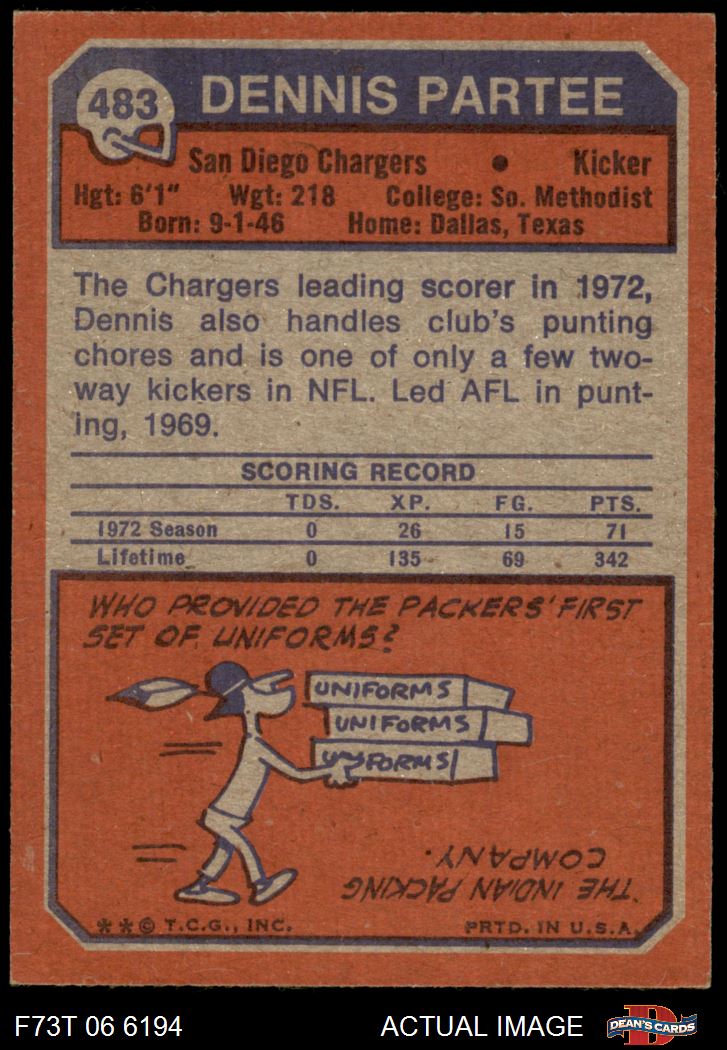 483 DENNIS PARTEE
San Diego Chargers • Kicker
Hgt: 6'1" Wgt: 218 College: So. Methodist
Born: 9-1-46 Home: Dallas, Texas
The Chargers leading scorer in 1972,
Dennis also handles club's punting
chores and is one of only a few two-
way kickers in NFL. Led AFL in punt-
ing, 1969.
SCORING RECORD
TDS. XP. FG. PTS.
1972 Season 0 26 15 71
Lifetime 0 135 69 342
WHO PROVIDED THE PACKERS' FIRST
SET OF UNIFORMS?
UNIFORMS
UNIFORMS
UNIFORMS
THE INDIAN PACKING
COMPANY.
**© T.C.G., INC. PRTD. IN U.S.A.
F73T 06 6194 ACTUAL IMAGE DEAN'S CARDS